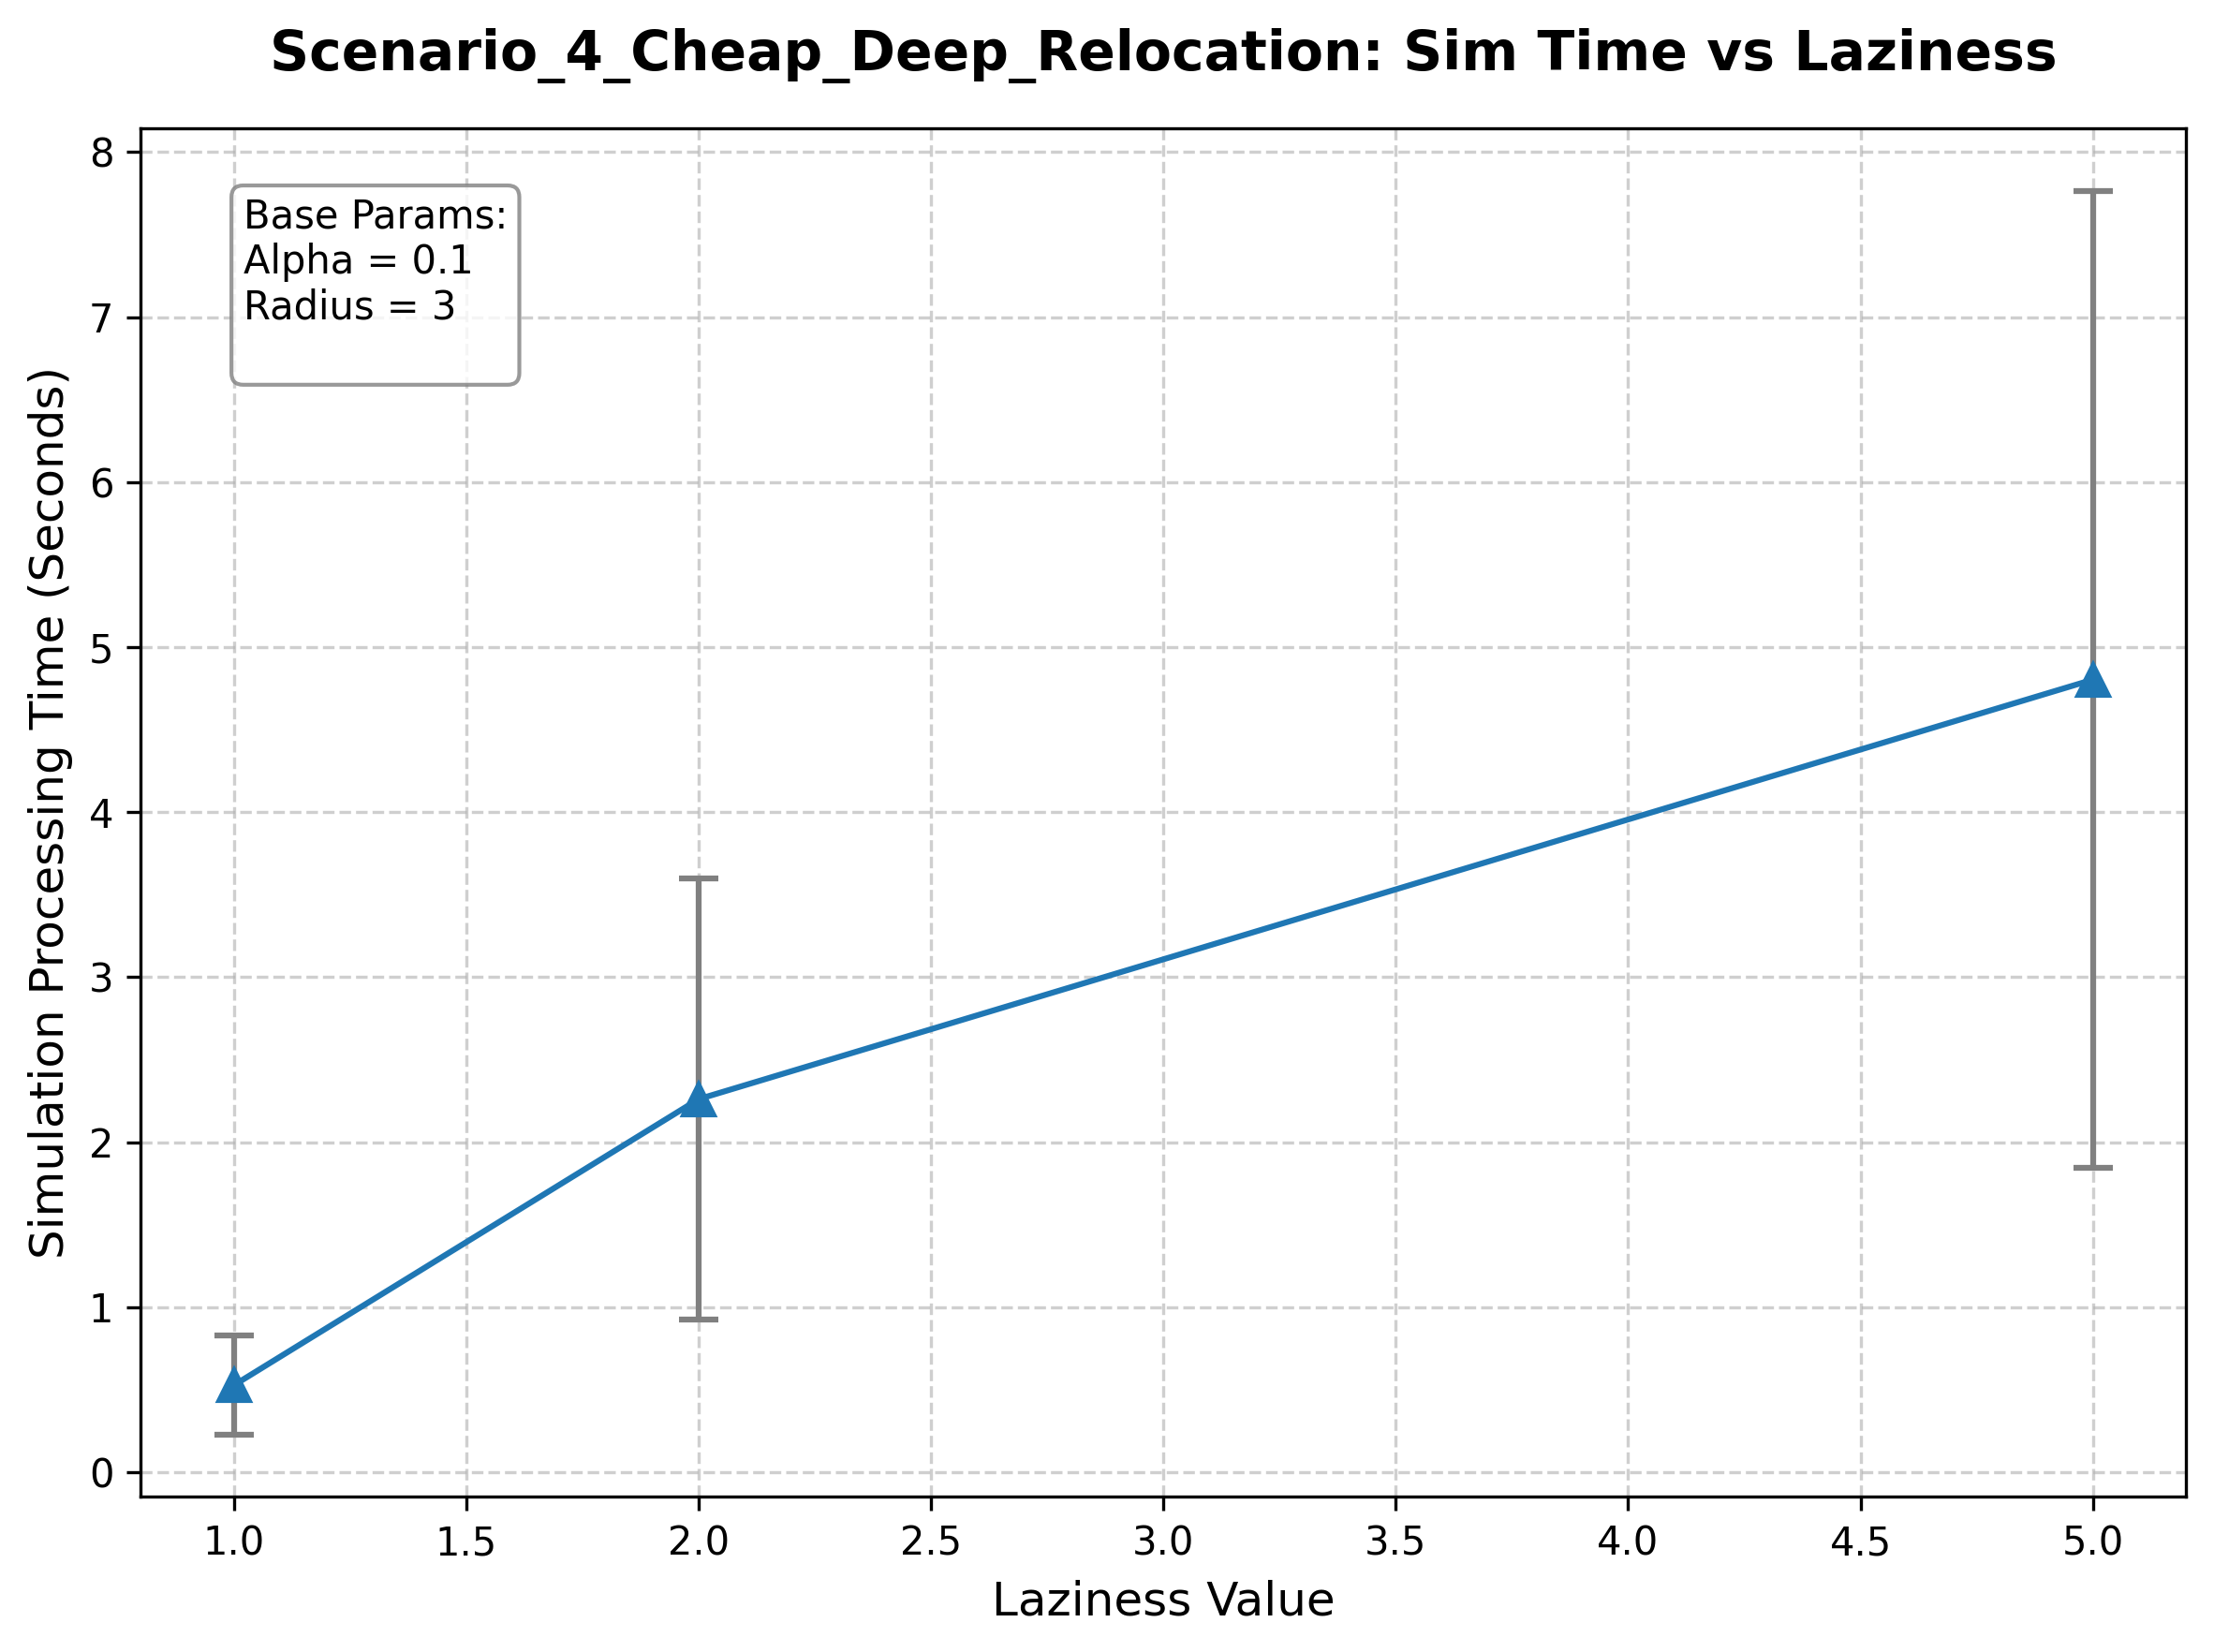 Scenario_4_Cheap_Deep_Relocation: Sim Time vs Laziness
8
7
6
5
4
3
2
1
0
Simulation Processing Time (Seconds)
Base Params:
Alpha = 0.1
Radius = 3
1.0 1.5 2.0 2.5 3.0 3.5 4.0 4.5 5.0
Laziness Value